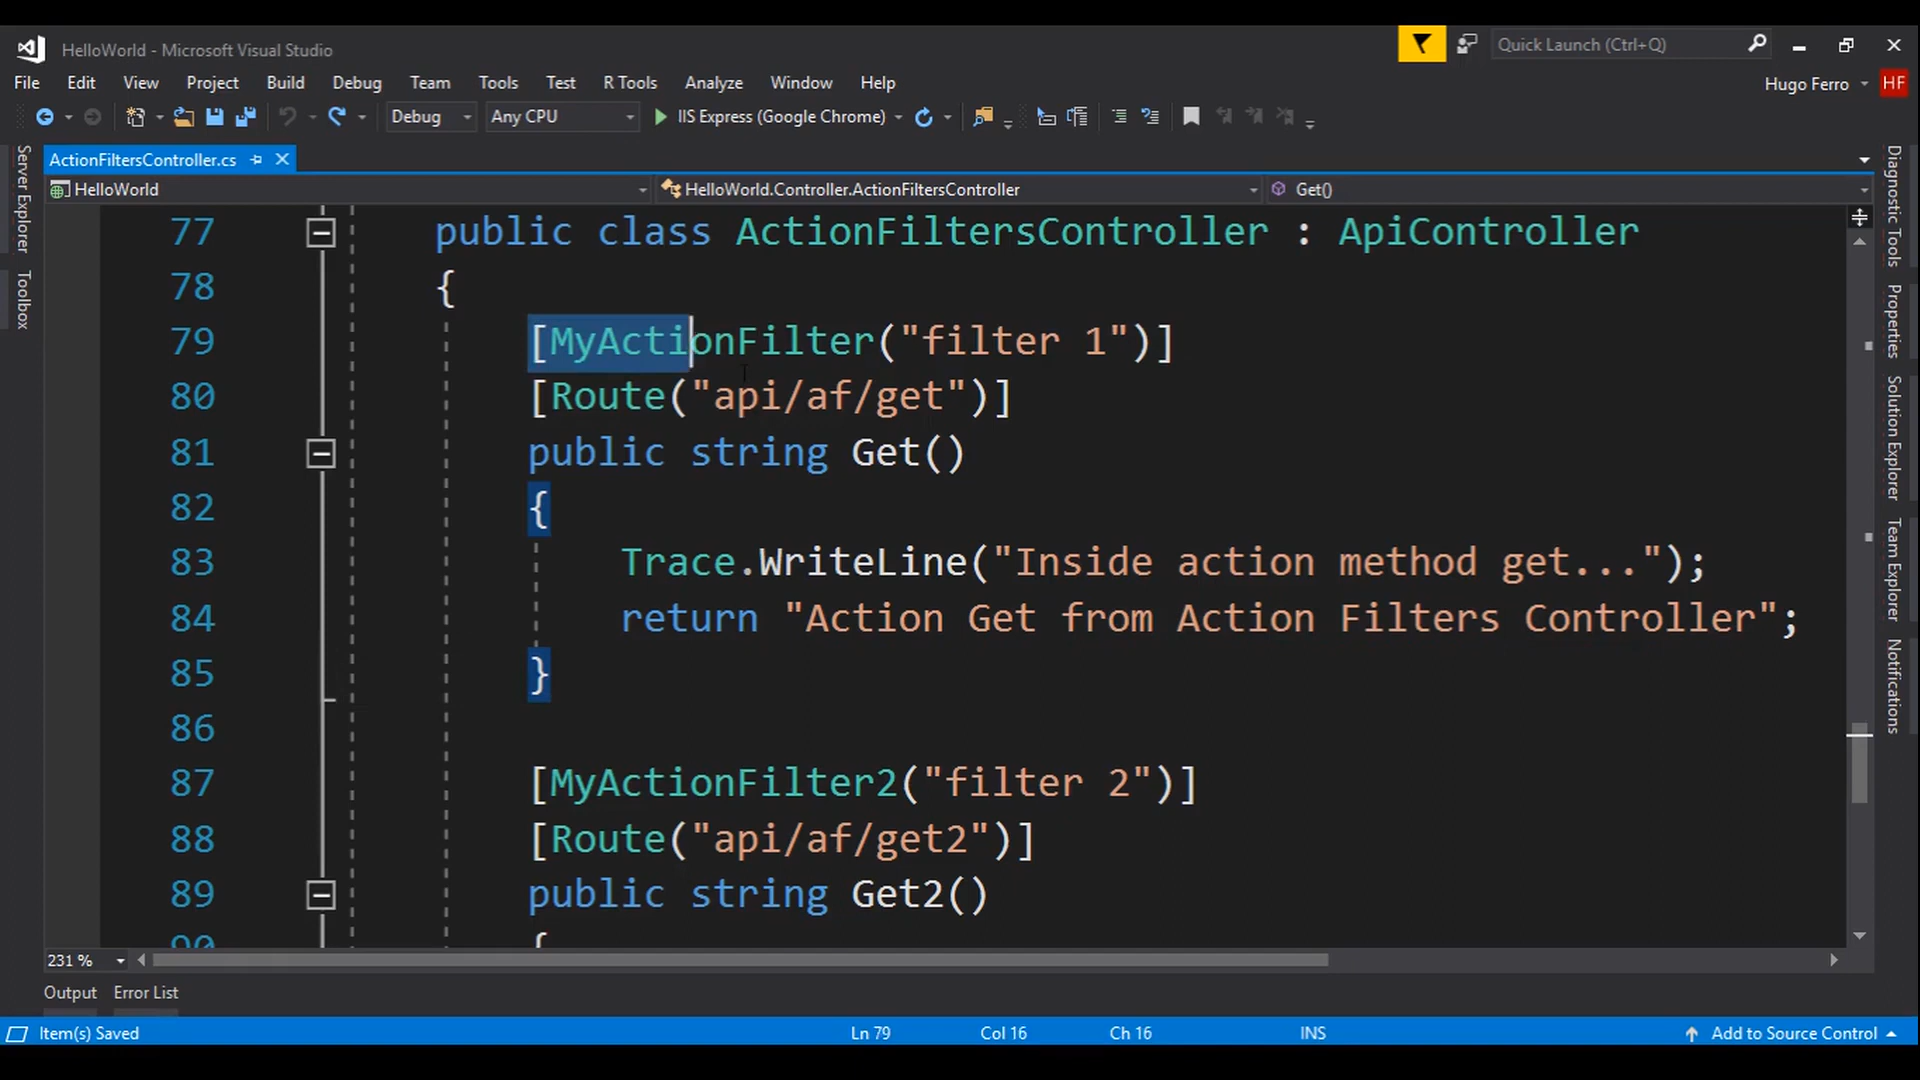 HelloWorld - Microsoft Visual Studio
Quick Launch (Ctrl+Q)
File Edit View Project Build Debug Team Tools Test R Tools Analyze Window Help
Hugo Ferro HF
Debug Any CPU IIS Express (Google Chrome)
ActionFiltersController.cs
HelloWorld HelloWorld.Controller.ActionFiltersController Get()
Server Explorer
Toolbox
77 public class ActionFiltersController : ApiController
78 {
79 [MyActionFilter("filter 1")]
80 [Route("api/af/get")]
81 public string Get()
82 {
83 Trace.WriteLine("Inside action method get...");
84 return "Action Get from Action Filters Controller";
85 }
86
87 [MyActionFilter2("filter 2")]
88 [Route("api/af/get2")]
89 public string Get2()
90 {
Diagnostic Tools
Properties
Solution Explorer
Team Explorer
Notifications
231 %
Output Error List
Item(s) Saved Ln 79 Col 16 Ch 16 INS Add to Source Control